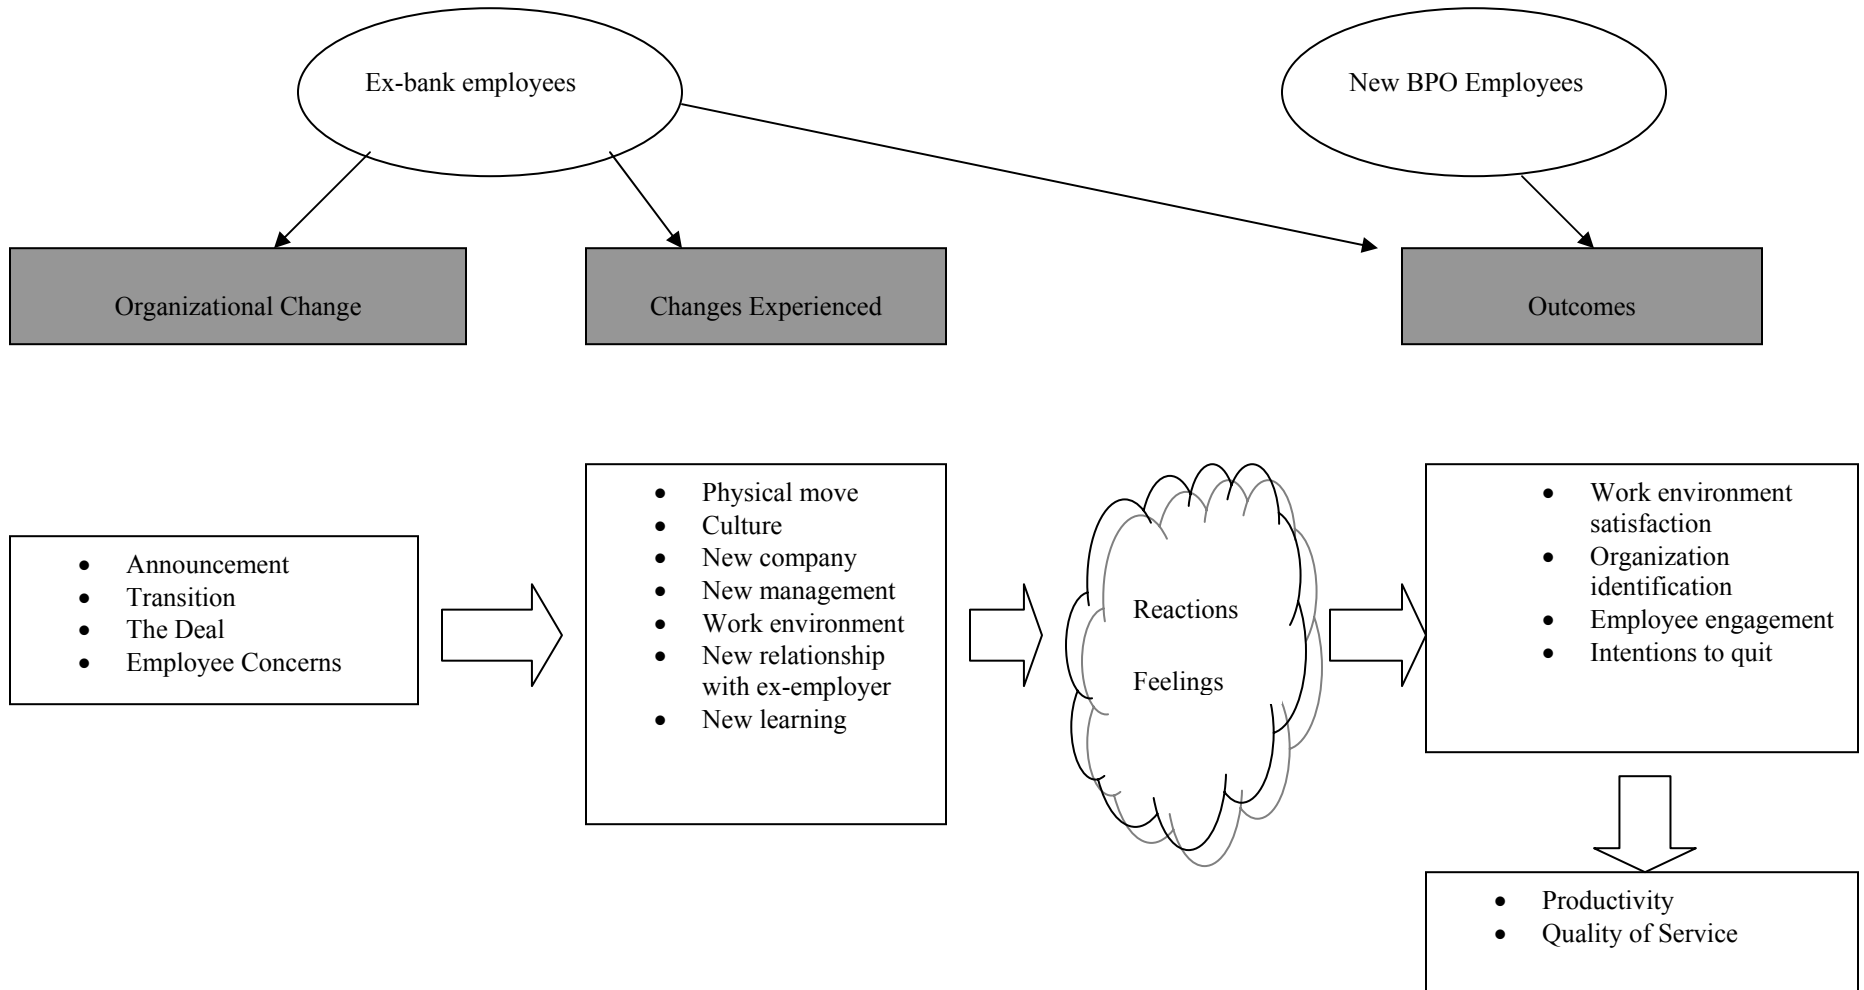 Ex-bank employees
New BPO Employees
Organizational Change
Changes Experienced
Outcomes
• Announcement
• Transition
• The Deal
• Employee Concerns
• Physical move
• Culture
• New company
• New management
• Work environment
• New relationship
with ex-employer
• New learning
Reactions
Feelings
• Work environment
satisfaction
• Organization
identification
• Employee engagement
• Intentions to quit
• Productivity
• Quality of Service